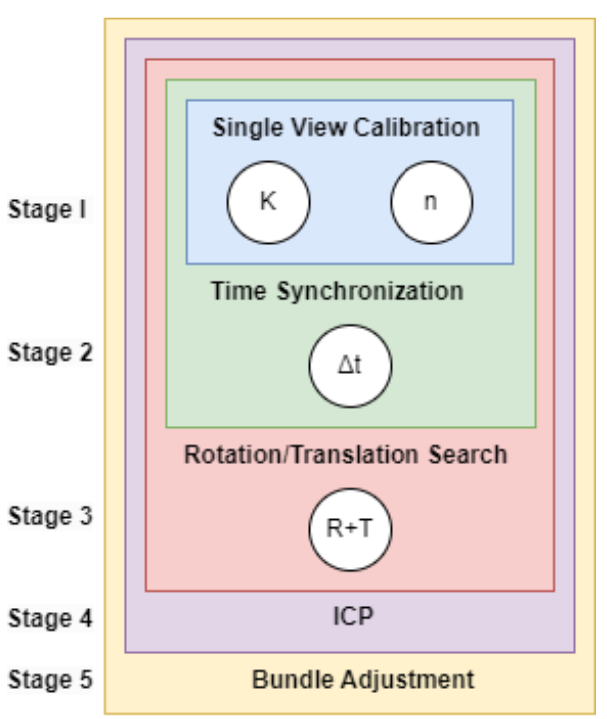 Single View Calibration
Stage I
K
n
Time Synchronization
Stage 2
Δt
Rotation/Translation Search
Stage 3
R+T
Stage 4
ICP
Stage 5
Bundle Adjustment